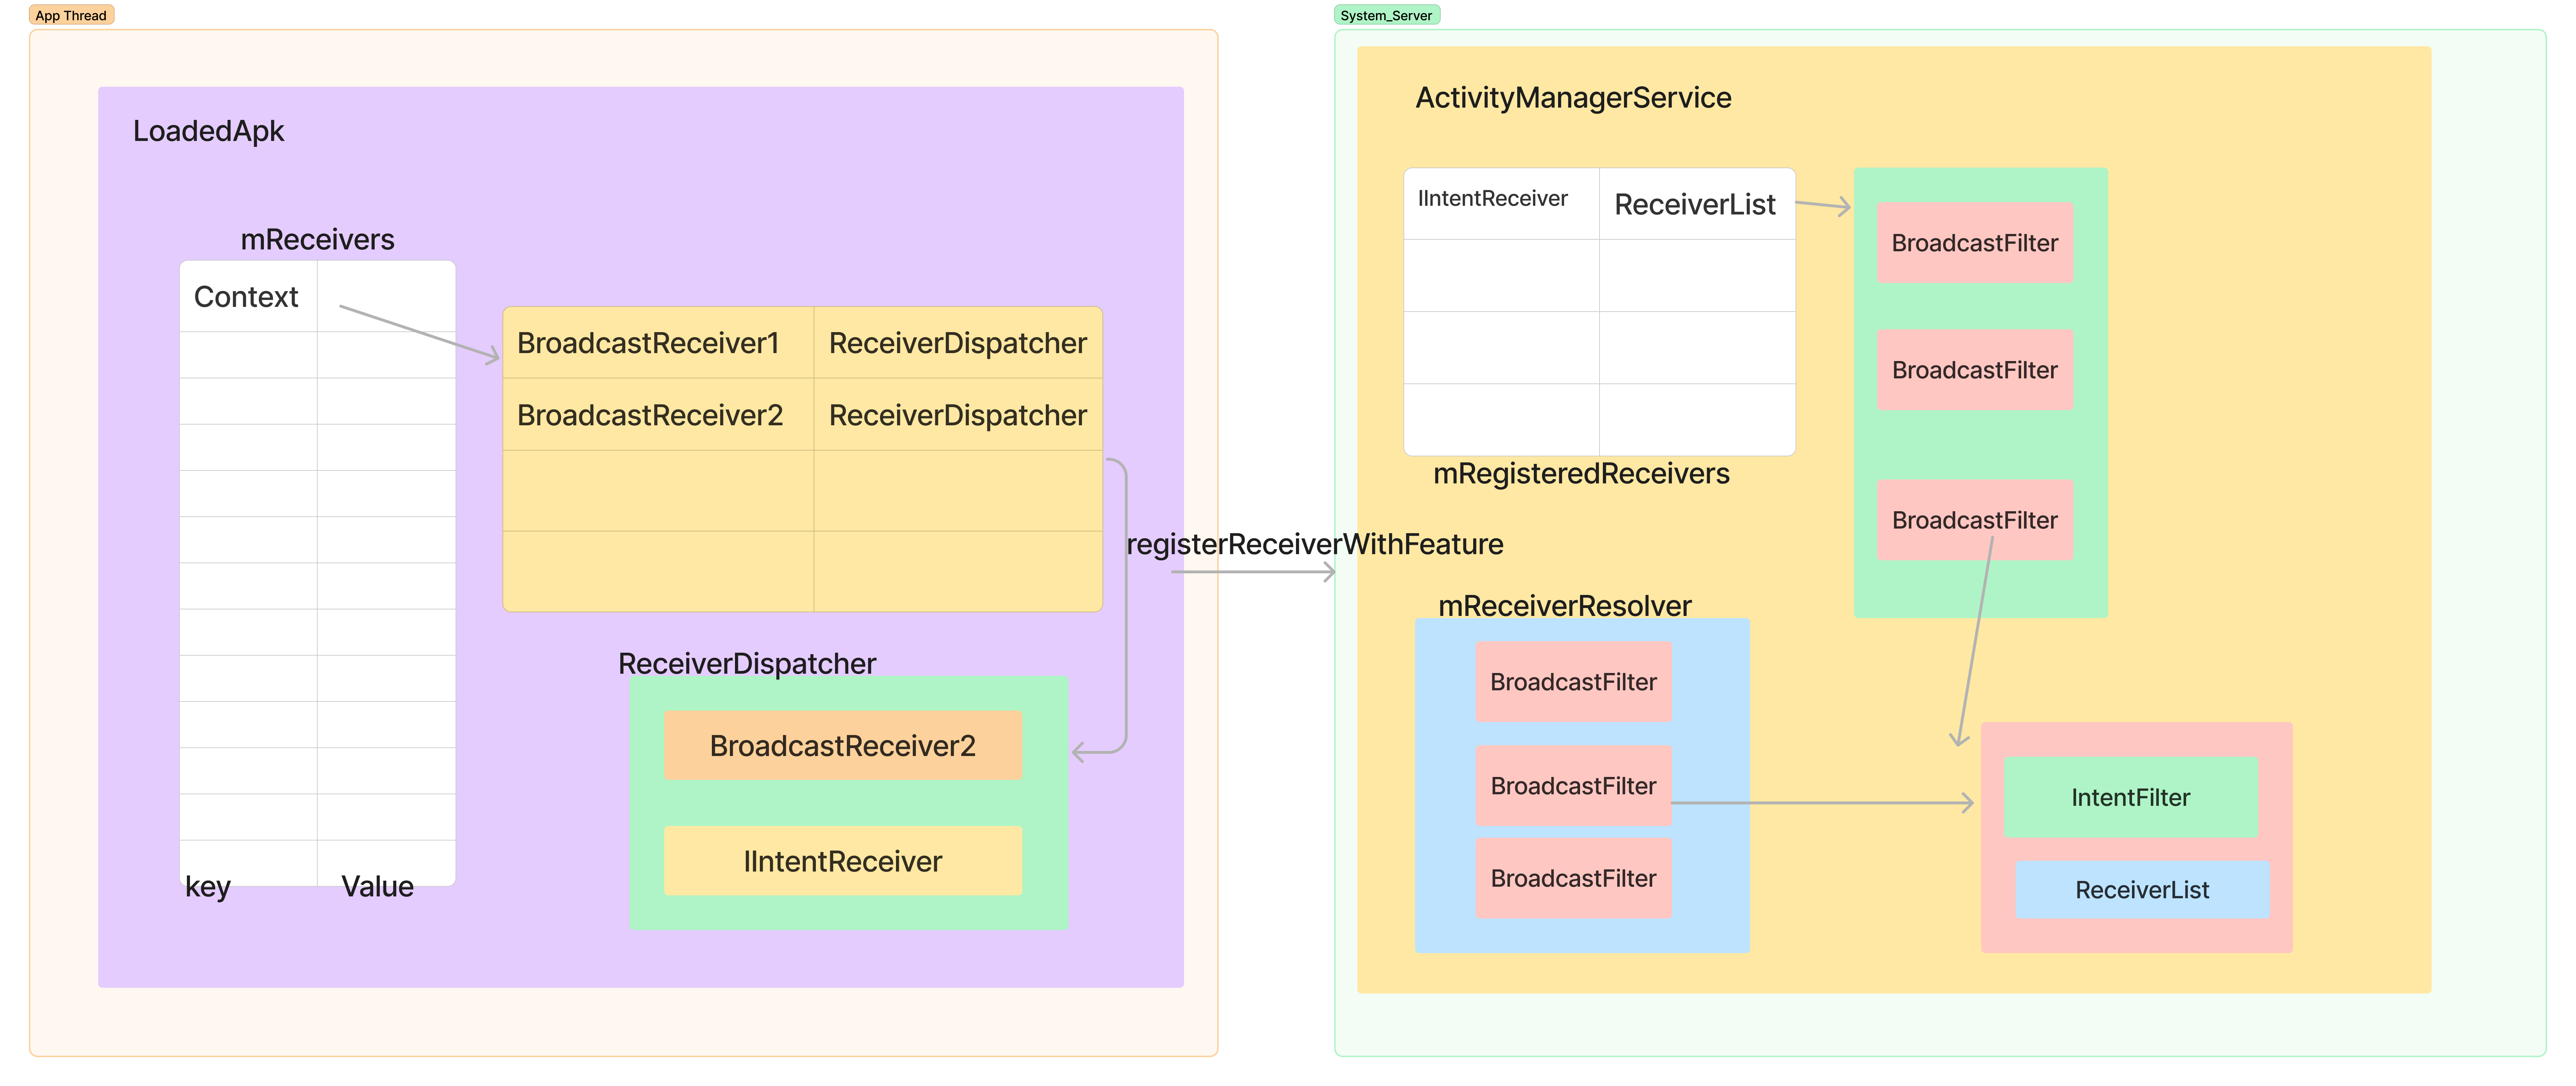 App Thread
LoadedApk
mReceivers
Context
key
Value
BroadcastReceiver1
ReceiverDispatcher
BroadcastReceiver2
ReceiverDispatcher
ReceiverDispatcher
BroadcastReceiver2
IIntentReceiver
registerReceiverWithFeature
System_Server
ActivityManagerService
IIntentReceiver
ReceiverList
mRegisteredReceivers
BroadcastFilter
BroadcastFilter
BroadcastFilter
mReceiverResolver
BroadcastFilter
BroadcastFilter
BroadcastFilter
IntentFilter
ReceiverList